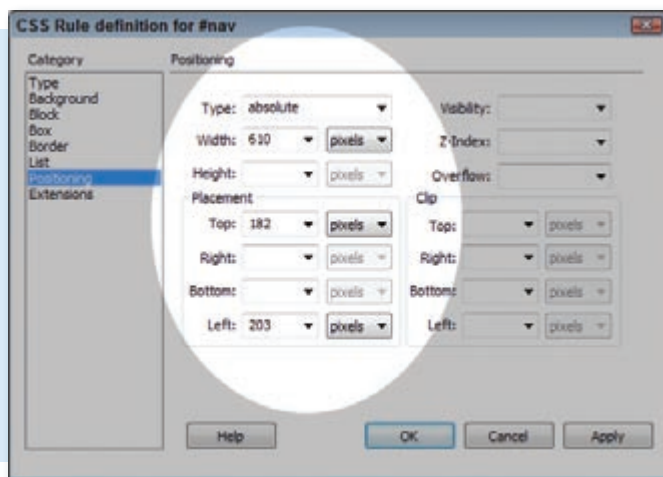 CSS Rule definition for #nav
Category
Type
Background
Block
Box
Border
List
Positioning
Extensions
Positioning
Type: absolute
Visibility:
Width: 610 pixels
Z-Index:
Height: pixels
Overflow:
Placement
Clip
Top: 182 pixels
Top: pixels
Right: pixels
Right: pixels
Bottom: pixels
Bottom: pixels
Left: 203 pixels
Left: pixels
Help
OK
Cancel
Apply